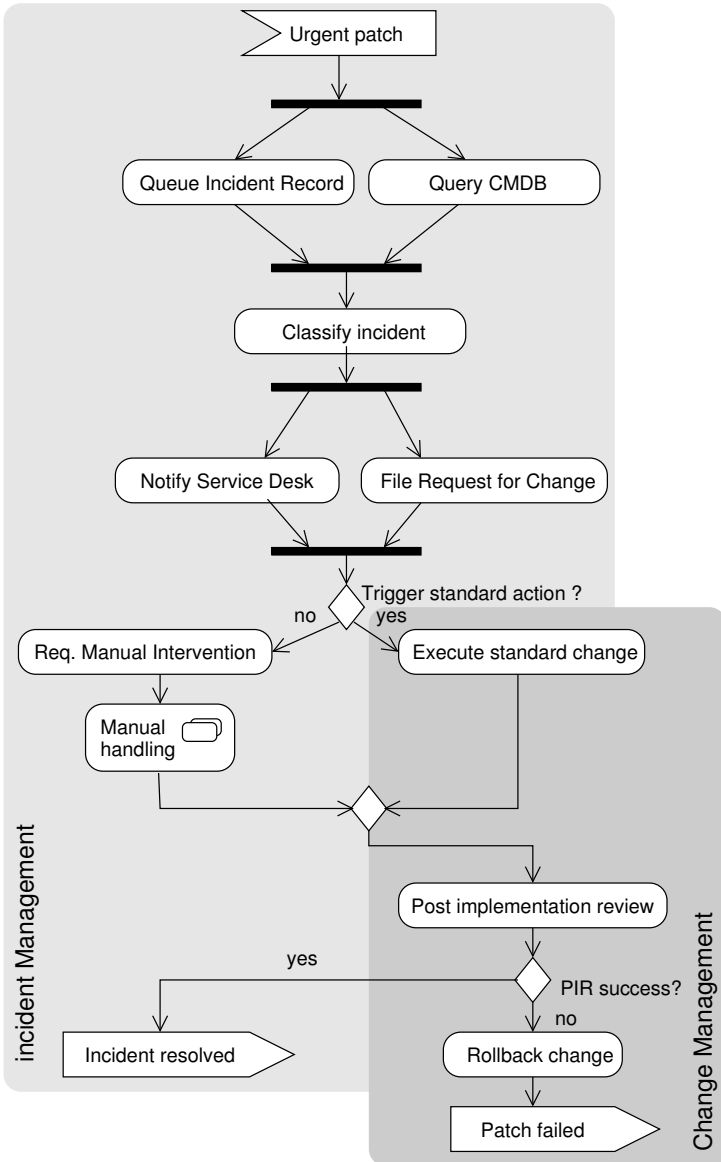 Urgent patch
Queue Incident Record
Query CMDB
Classify incident
Notify Service Desk
File Request for Change
Trigger standard action ?
no
yes
Req. Manual Intervention
Execute standard change
Manual
handling
incident Management
Post implementation review
Change Management
yes
PIR success?
no
Incident resolved
Rollback change
Patch failed